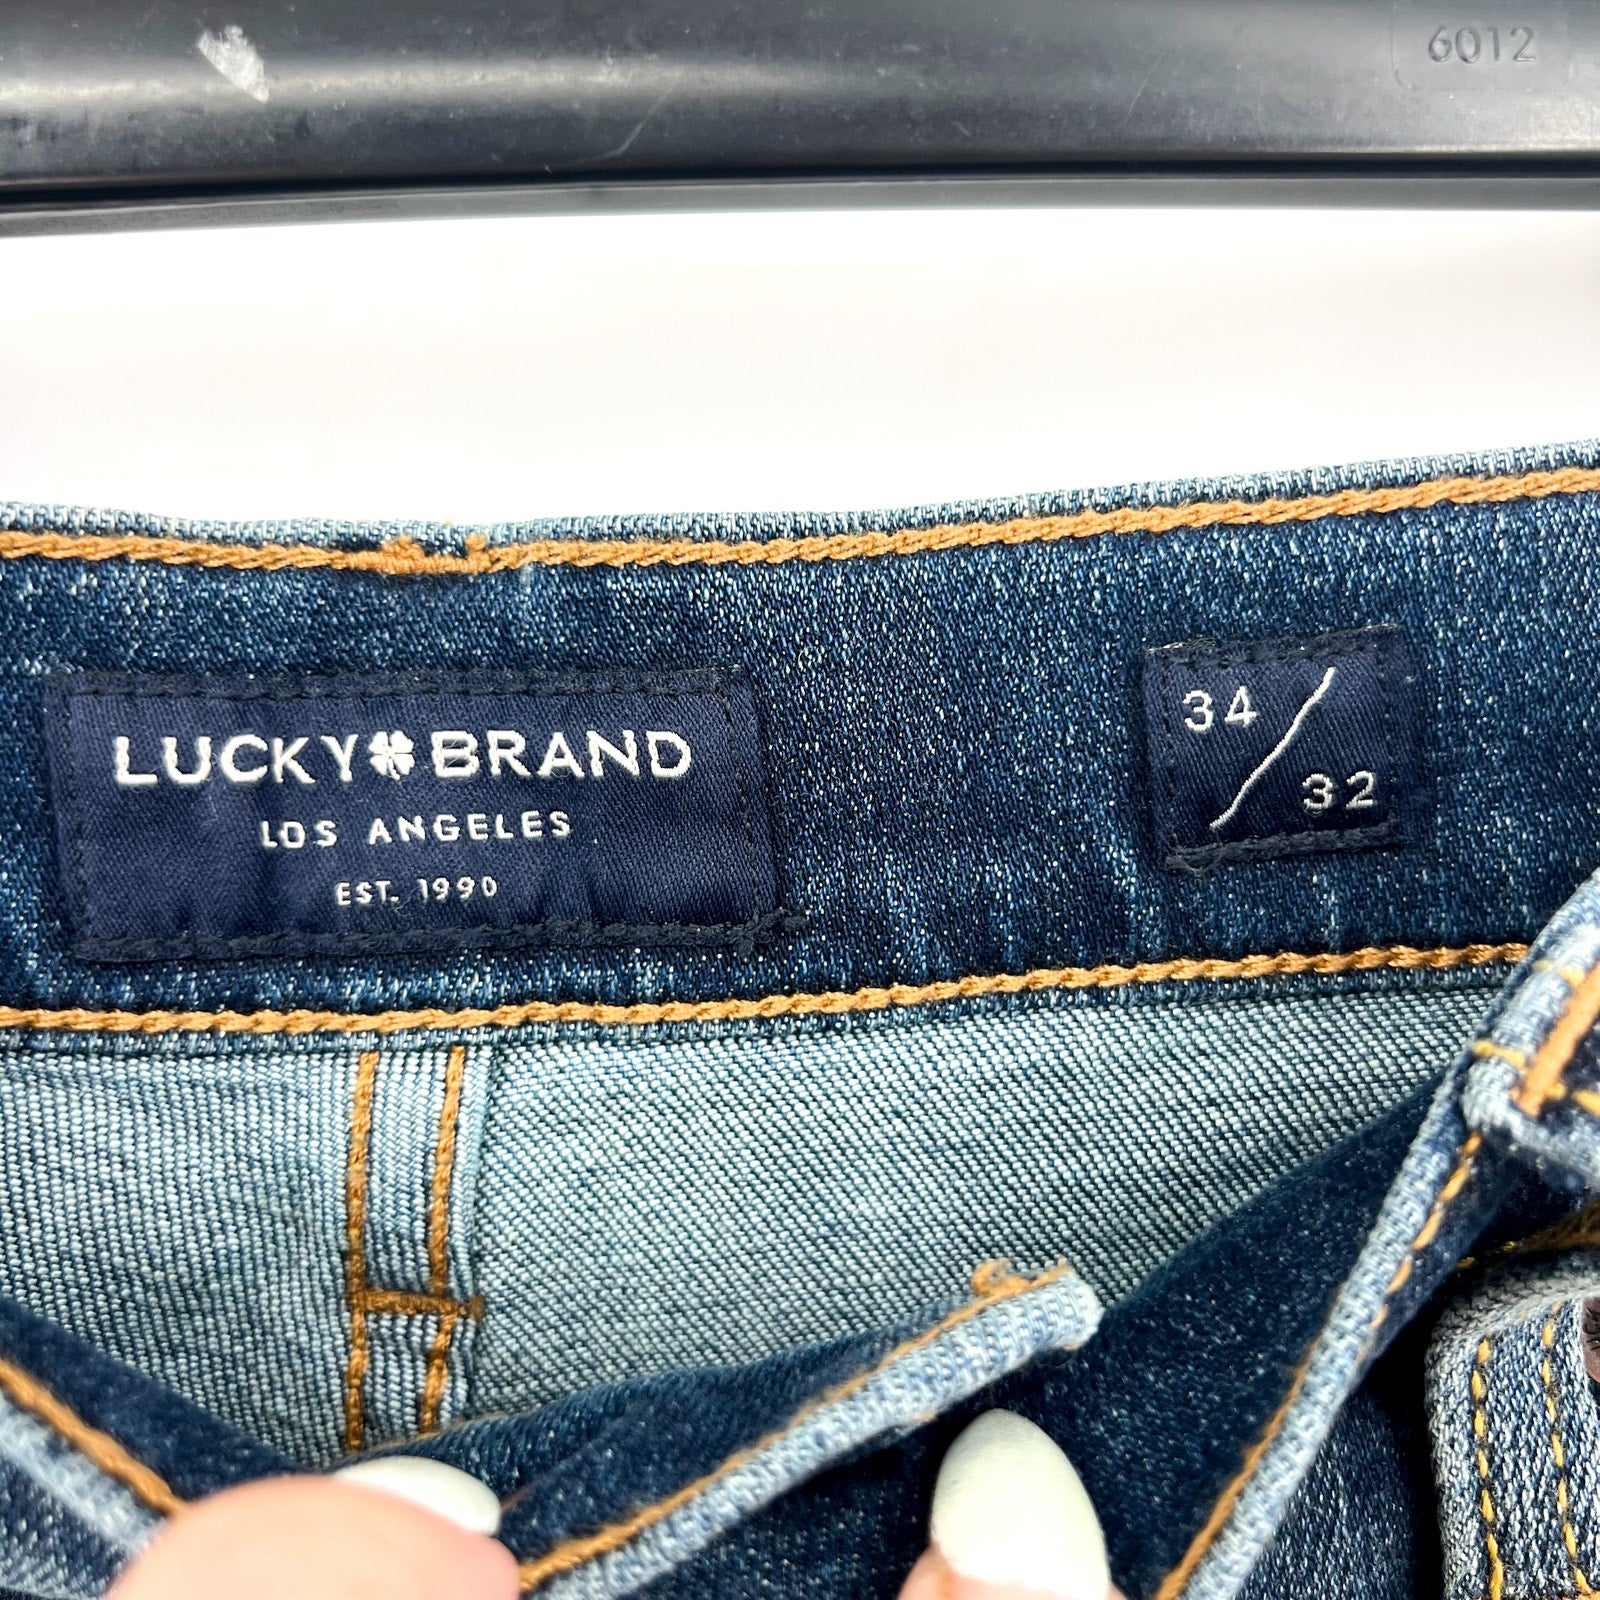 6012
LUCKY BRAND
LOS ANGELES
EST. 1990
34
32